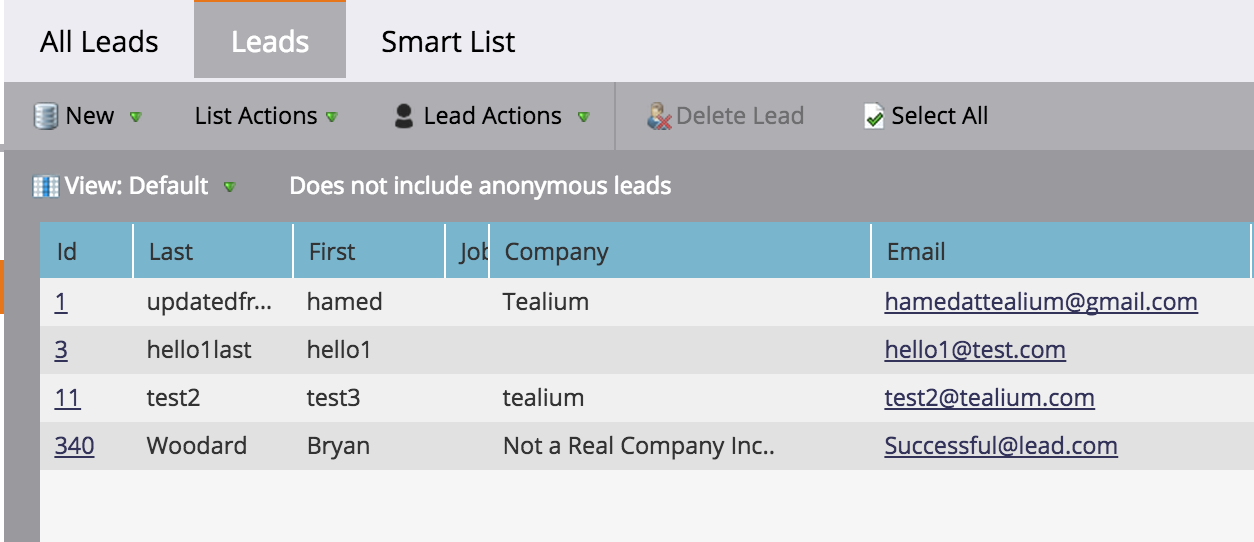 All Leads Leads Smart List
New List Actions Lead Actions Delete Lead Select All
View: Default Does not include anonymous leads
Id Last First Job Company Email
1 updatedfr... hamed Tealium hamedattealium@gmail.com
3 hello1last hello1 hello1@test.com
11 test2 test3 tealium test2@tealium.com
340 Woodard Bryan Not a Real Company Inc.. Successful@lead.com